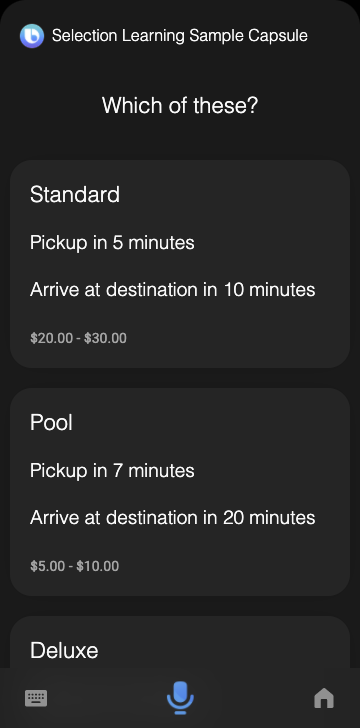 Selection Learning Sample Capsule
Which of these?
Standard
Pickup in 5 minutes
Arrive at destination in 10 minutes
$20.00 - $30.00
Pool
Pickup in 7 minutes
Arrive at destination in 20 minutes
$5.00 - $10.00
Deluxe